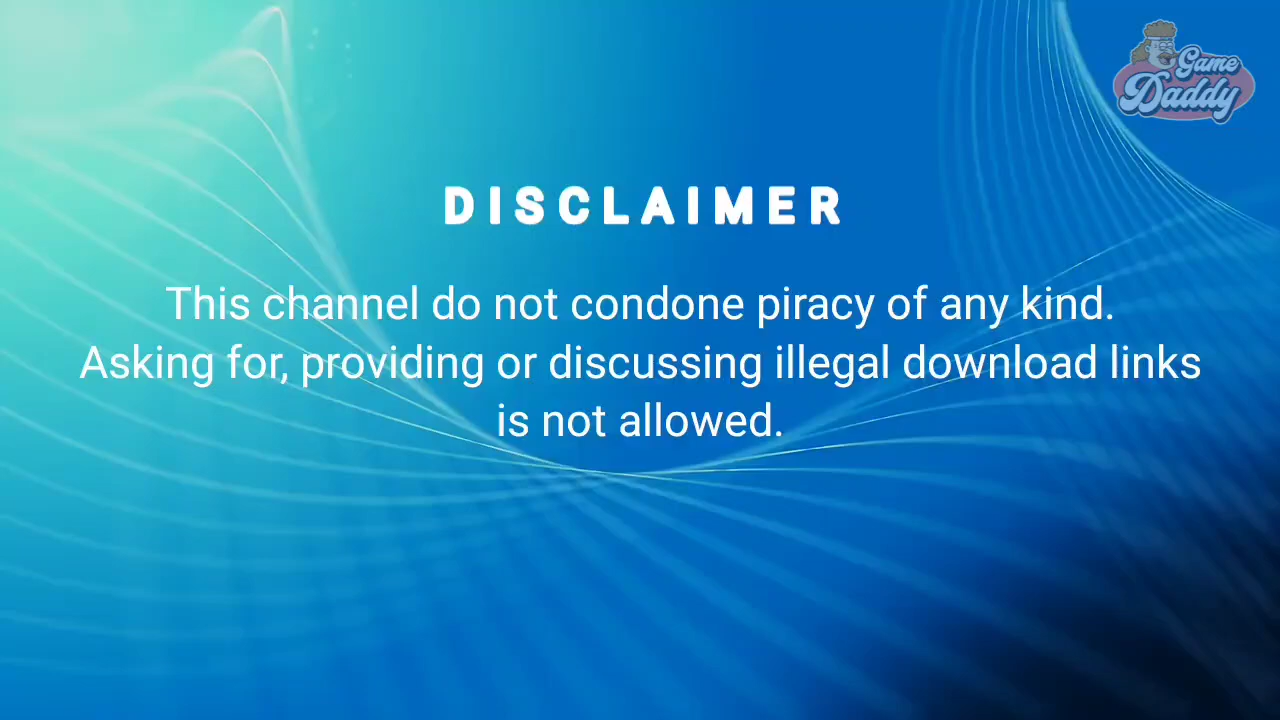 Game
Daddy
DISCLAIMER
This channel do not condone piracy of any kind.
Asking for, providing or discussing illegal download links
is not allowed.